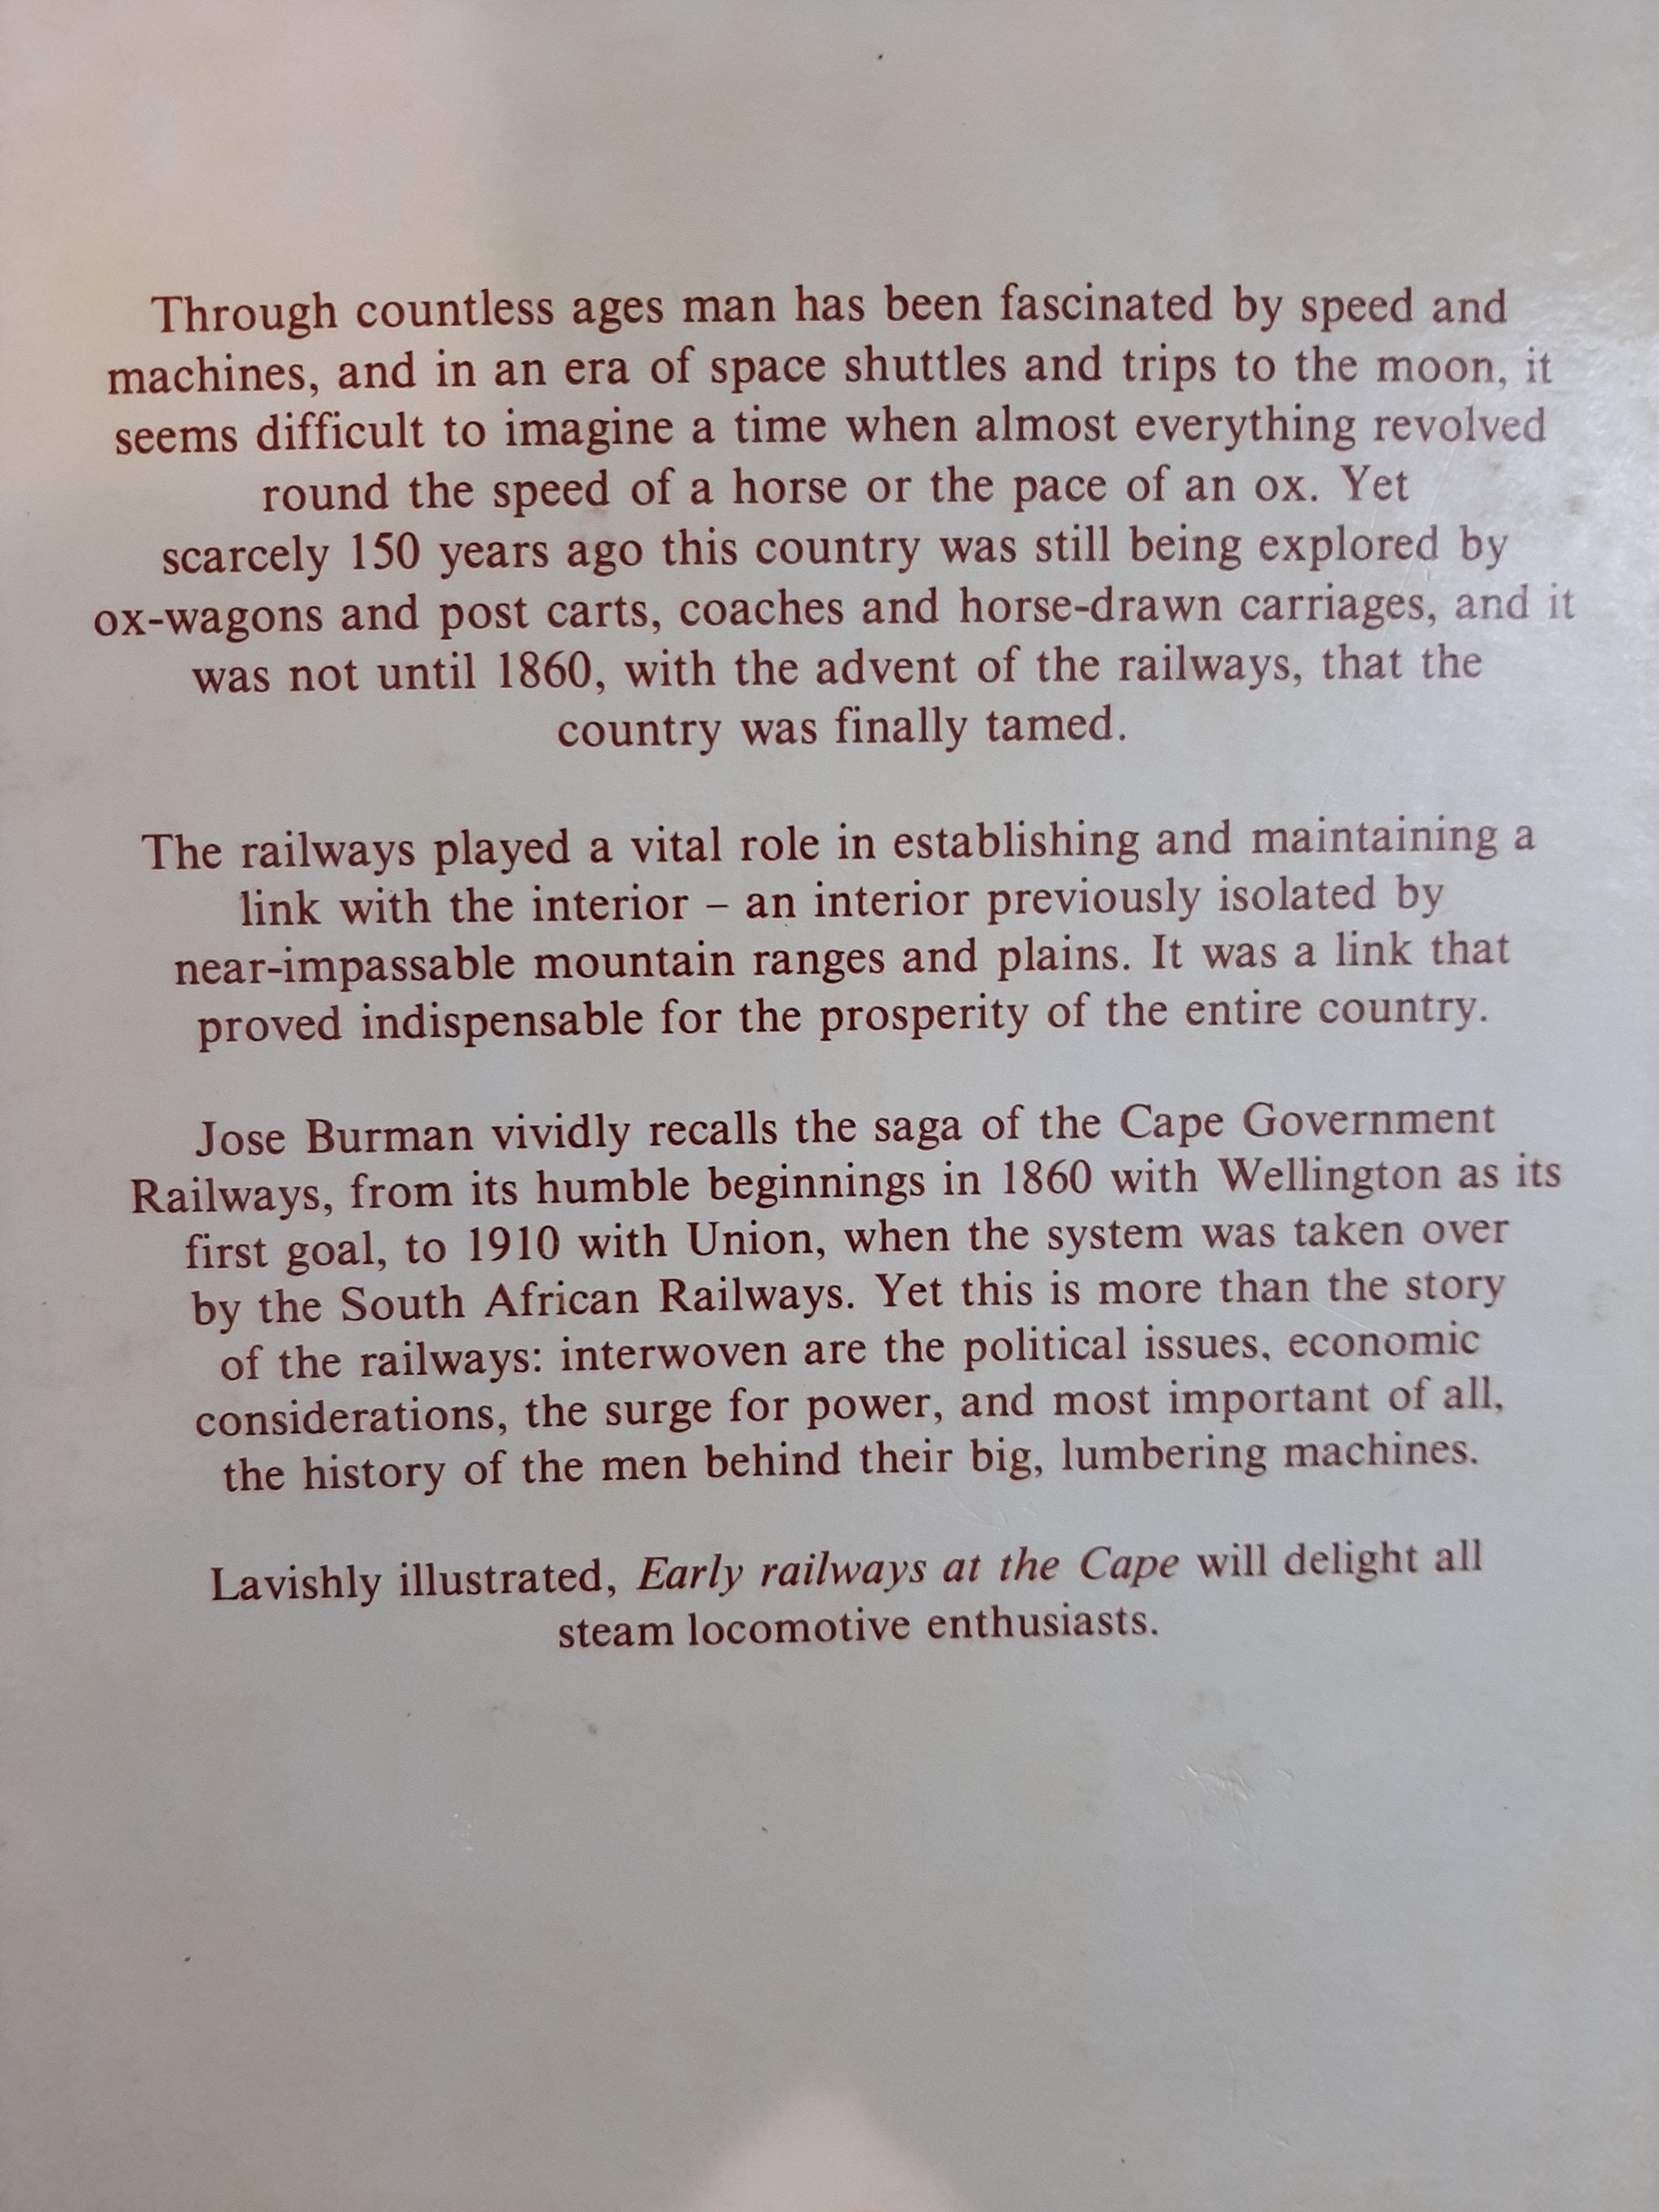 Through countless ages man has been fascinated by speed and
machines, and in an era of space shuttles and trips to the moon, it
seems difficult to imagine a time when almost everything revolved
round the speed of a horse or the pace of an ox. Yet
scarcely 150 years ago this country was still being explored by
ox-wagons and post carts, coaches and horse-drawn carriages, and it
was not until 1860, with the advent of the railways, that the
country was finally tamed.
The railways played a vital role in establishing and maintaining a
link with the interior – an interior previously isolated by
near-impassable mountain ranges and plains. It was a link that
proved indispensable for the prosperity of the entire country.
Jose Burman vividly recalls the saga of the Cape Government
Railways, from its humble beginnings in 1860 with Wellington as its
first goal, to 1910 with Union, when the system was taken over
by the South African Railways. Yet this is more than the story
of the railways: interwoven are the political issues, economic
considerations, the surge for power, and most important of all,
the history of the men behind their big, lumbering machines.
Lavishly illustrated, Early railways at the Cape will delight all
steam locomotive enthusiasts.